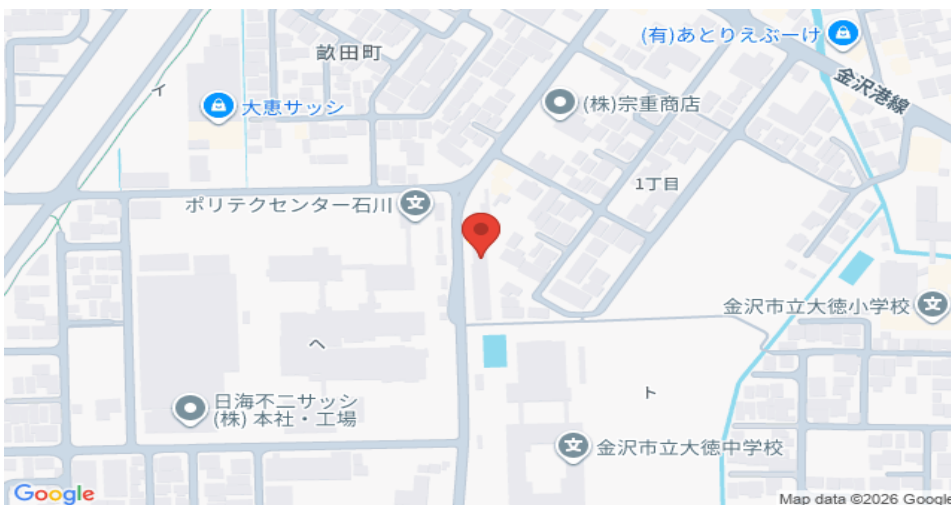 (有)あとりえぶーけ
畝田町
金沢港線
イ
大恵サッシ
(株)宗重商店
1丁目
ポリテクセンター石川
金沢市立大徳小学校
ヘ
ト
日海不二サッシ
(株) 本社・工場
金沢市立大徳中学校
Google
Map data ©2026 Google